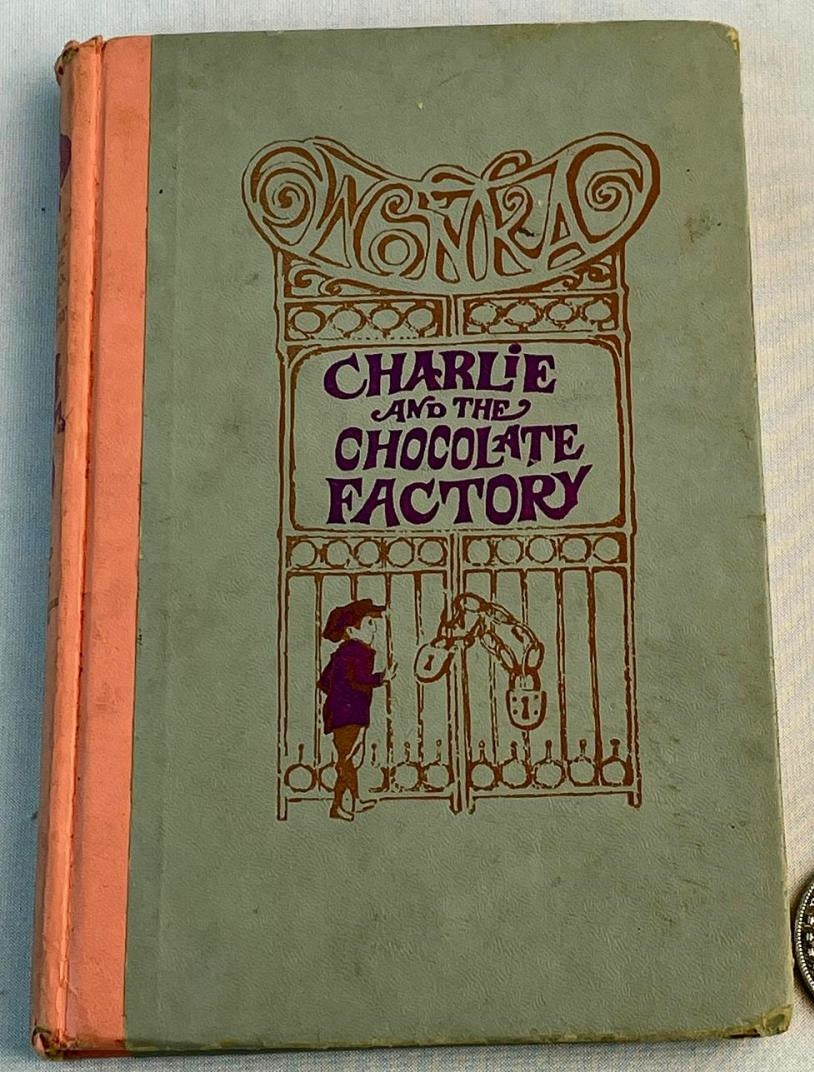 WONKA
CHARLiE
AND THE
CHOCOLATE
FACTORY